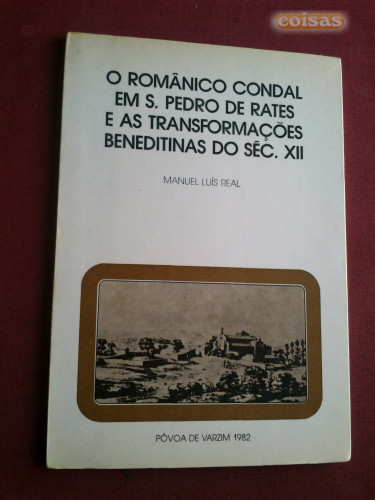 coisas
O ROMÂNICO CONDAL
EM S. PEDRO DE RATES
E AS TRANSFORMAÇÕES
BENEDITINAS DO SÉC. XII
MANUEL LUÍS REAL
PÓVOA DE VARZIM 1982